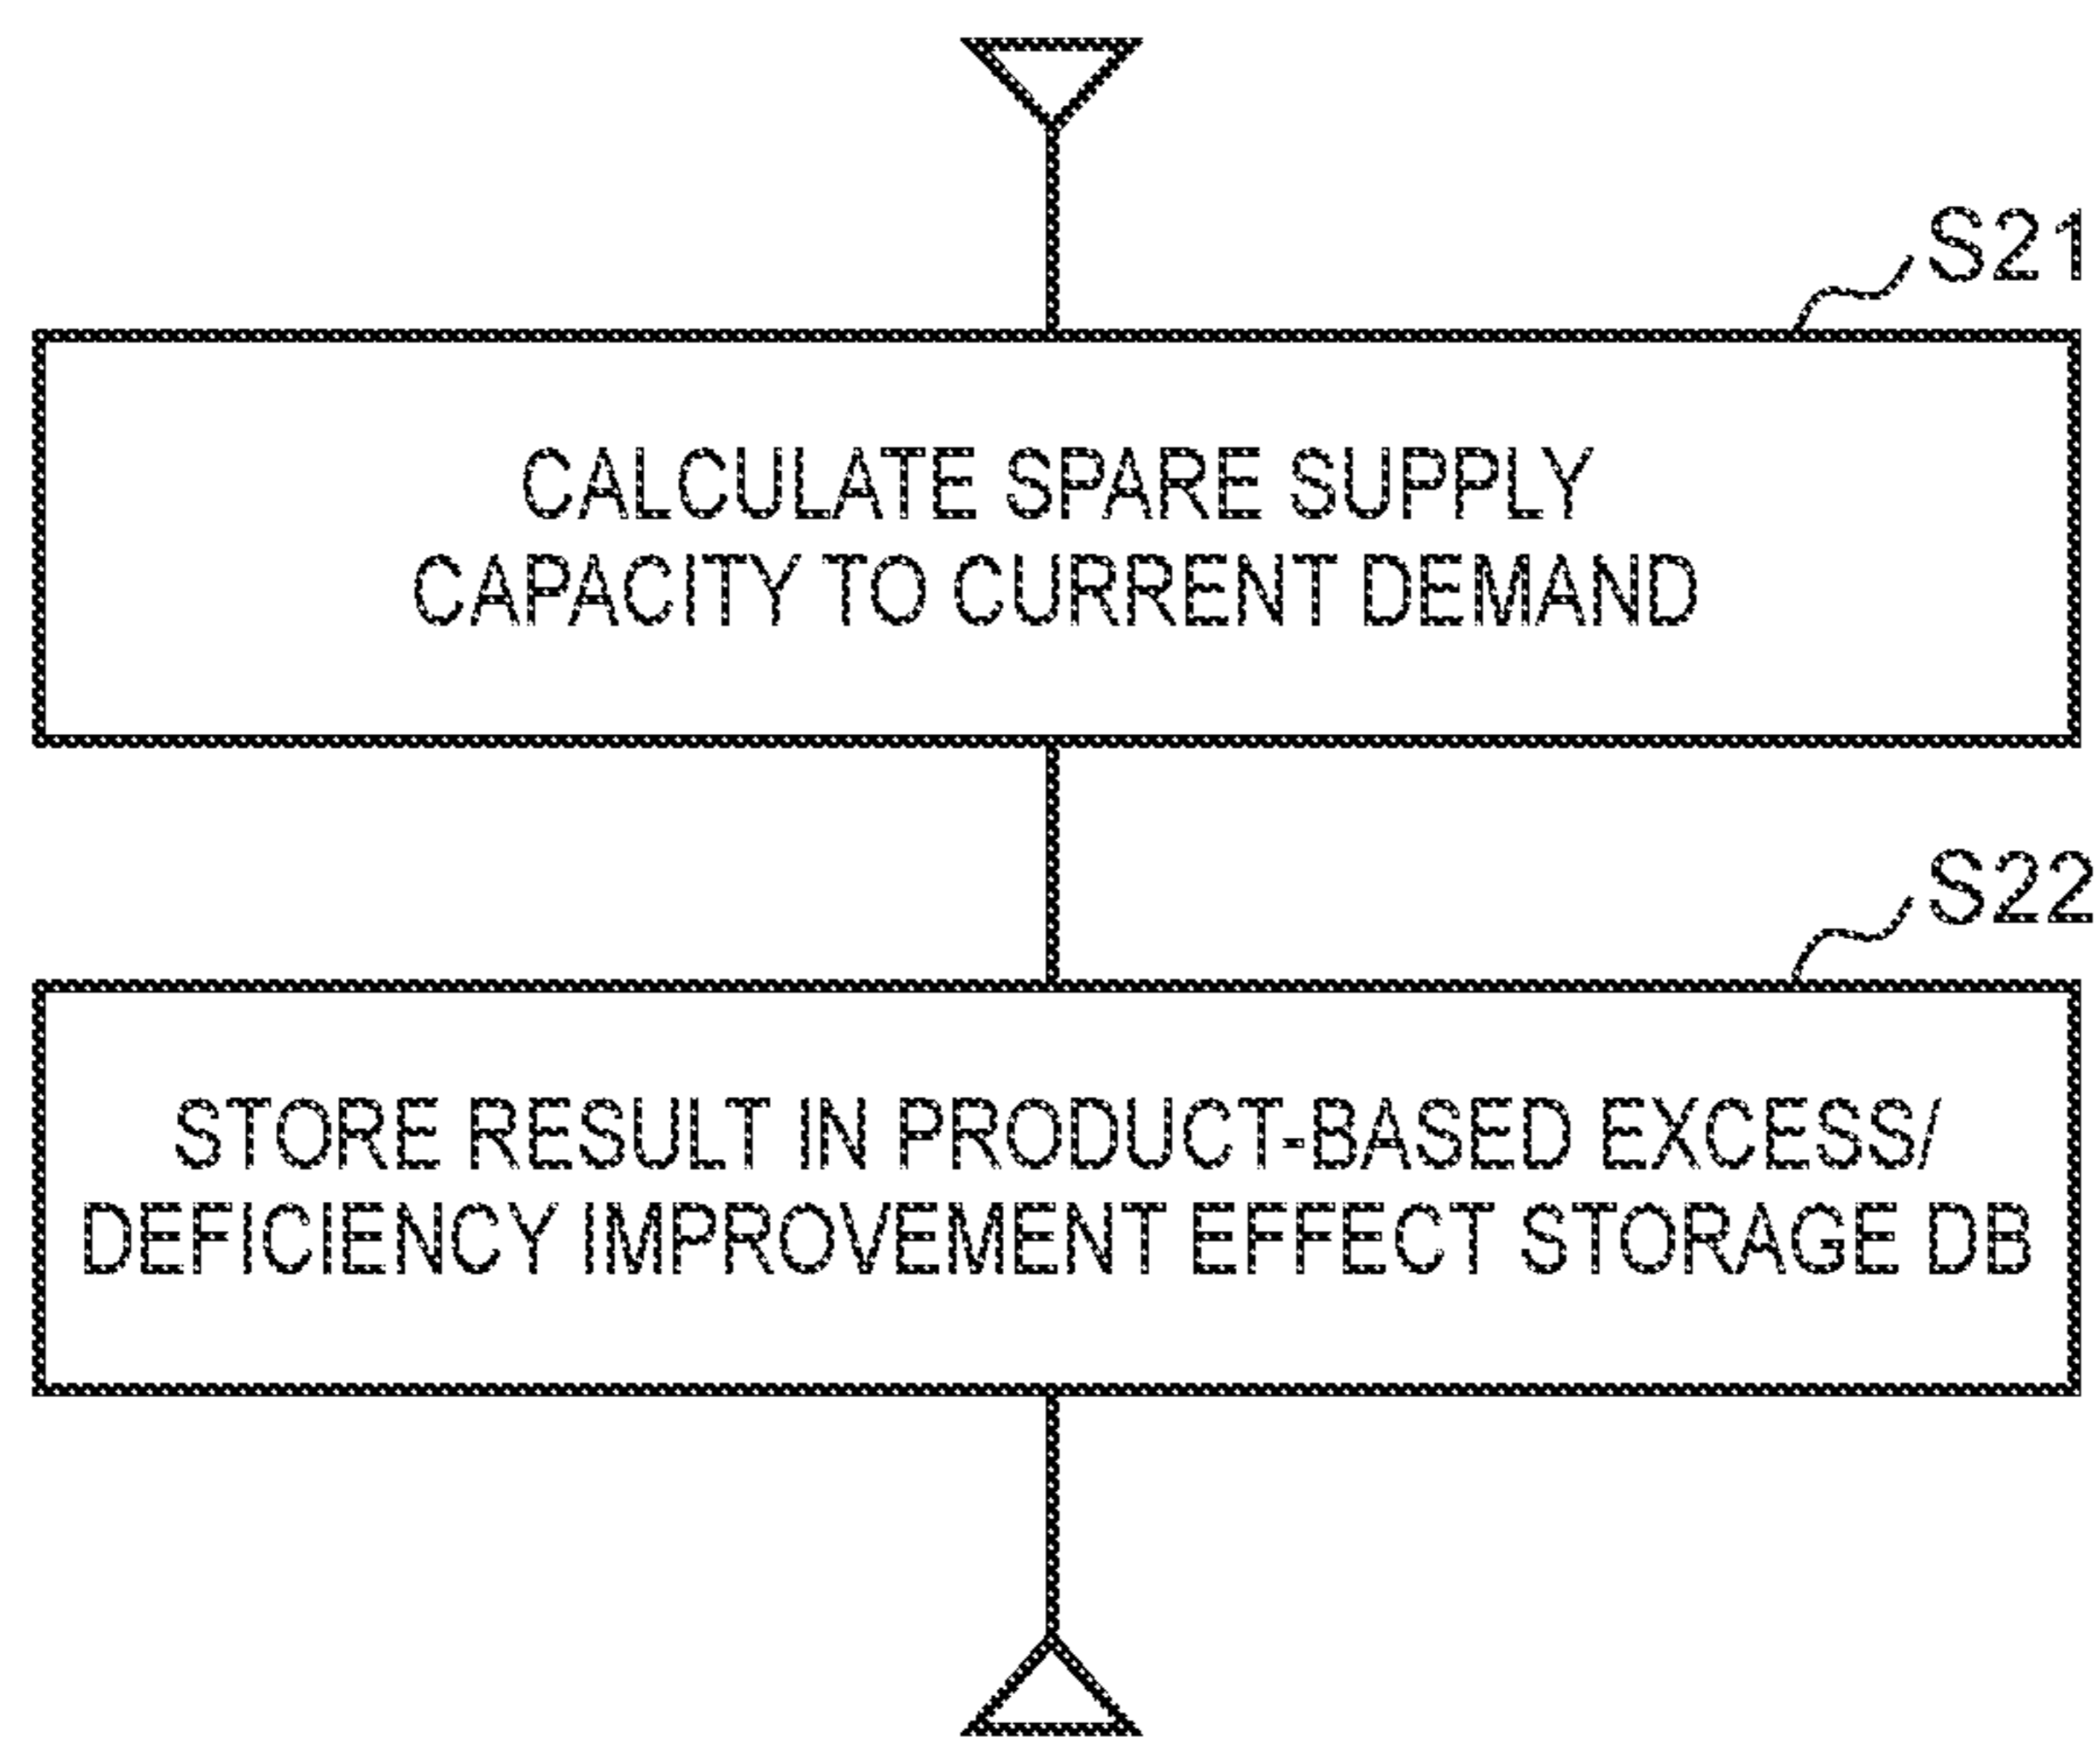 S21
CALCULATE SPARE SUPPLY
CAPACITY TO CURRENT DEMAND
S22
STORE RESULT IN PRODUCT-BASED EXCESS/
DEFICIENCY IMPROVEMENT EFFECT STORAGE DB